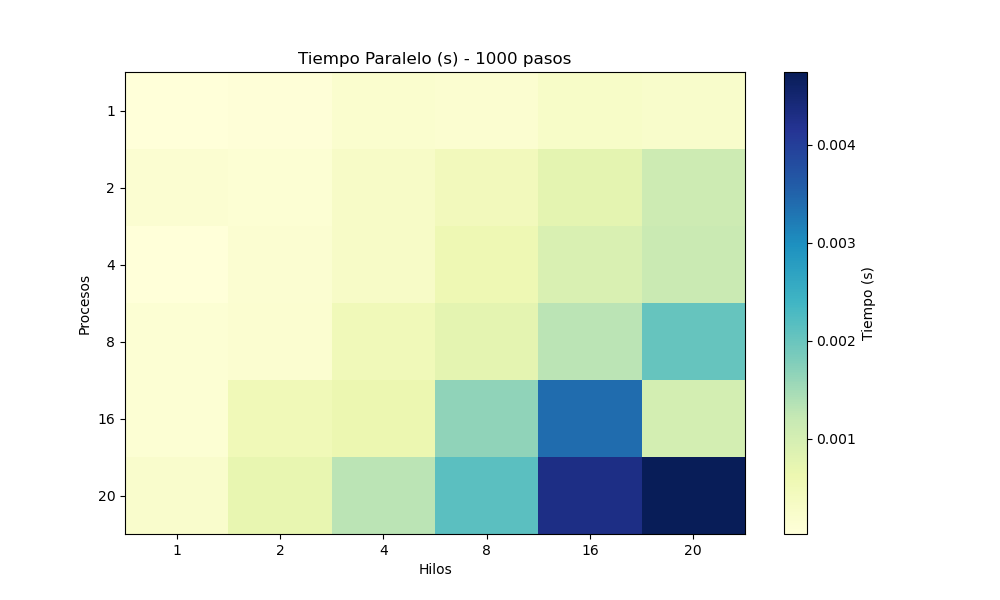 Tiempo Paralelo (s) - 1000 pasos
Procesos
1
2
4
8
16
20
1 2 4 8 16 20
Hilos
0.004
0.003
0.002
0.001
Tiempo (s)